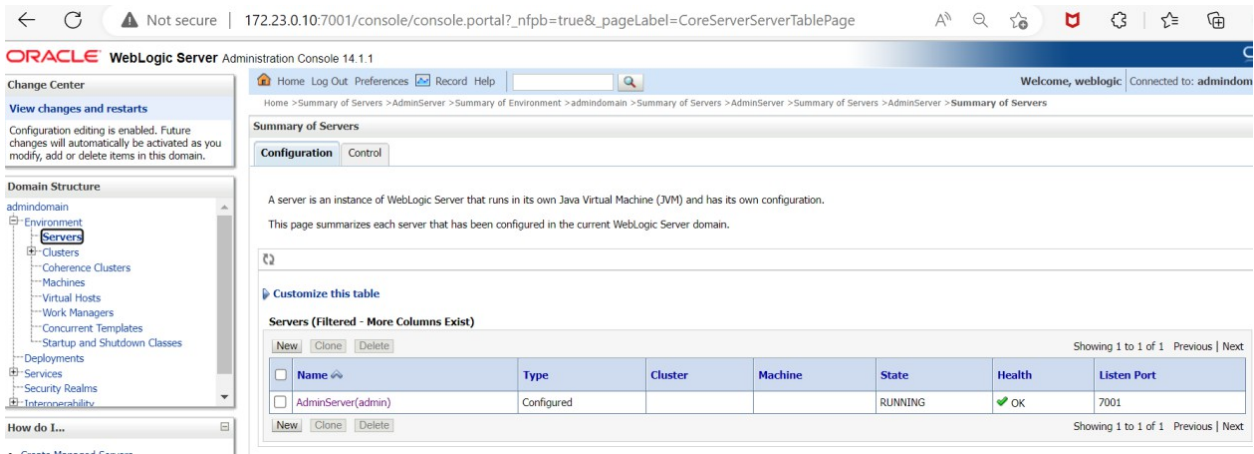 Not secure | 172.23.0.10:7001/console/console.portal?_nfpb=true&_pageLabel=CoreServerServerTablePage
ORACLE WebLogic Server Administration Console 14.1.1
Change Center
View changes and restarts
Configuration editing is enabled. Future
changes will automatically be activated as you
modify, add or delete items in this domain.
Domain Structure
admindomain
Environment
Servers
Clusters
Coherence Clusters
Machines
Virtual Hosts
Work Managers
Concurrent Templates
Startup and Shutdown Classes
Deployments
Services
Security Realms
Interoperability
How do I...
Create Managed Servers
Home Log Out Preferences Record Help
Welcome, weblogic Connected to: admindom
Home >Summary of Servers >AdminServer >Summary of Environment >admindomain >Summary of Servers >AdminServer >Summary of Servers >AdminServer >Summary of Servers
Summary of Servers
Configuration Control
A server is an instance of WebLogic Server that runs in its own Java Virtual Machine (JVM) and has its own configuration.
This page summarizes each server that has been configured in the current WebLogic Server domain.
Customize this table
Servers (Filtered - More Columns Exist)
New Clone Delete Showing 1 to 1 of 1 Previous | Next
Name Type Cluster Machine State Health Listen Port
AdminServer(admin) Configured RUNNING OK 7001
New Clone Delete Showing 1 to 1 of 1 Previous | Next